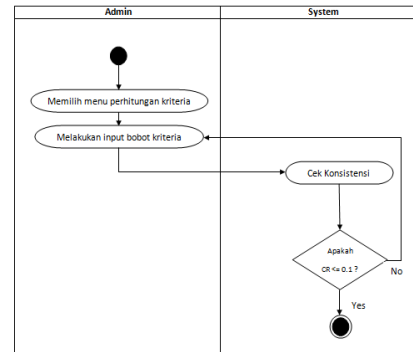 Admin
System
Memilih menu perhitungan kriteria
Melakukan input bobot kriteria
Cek Konsistensi
Apakah
CR <= 0.1 ?
No
Yes